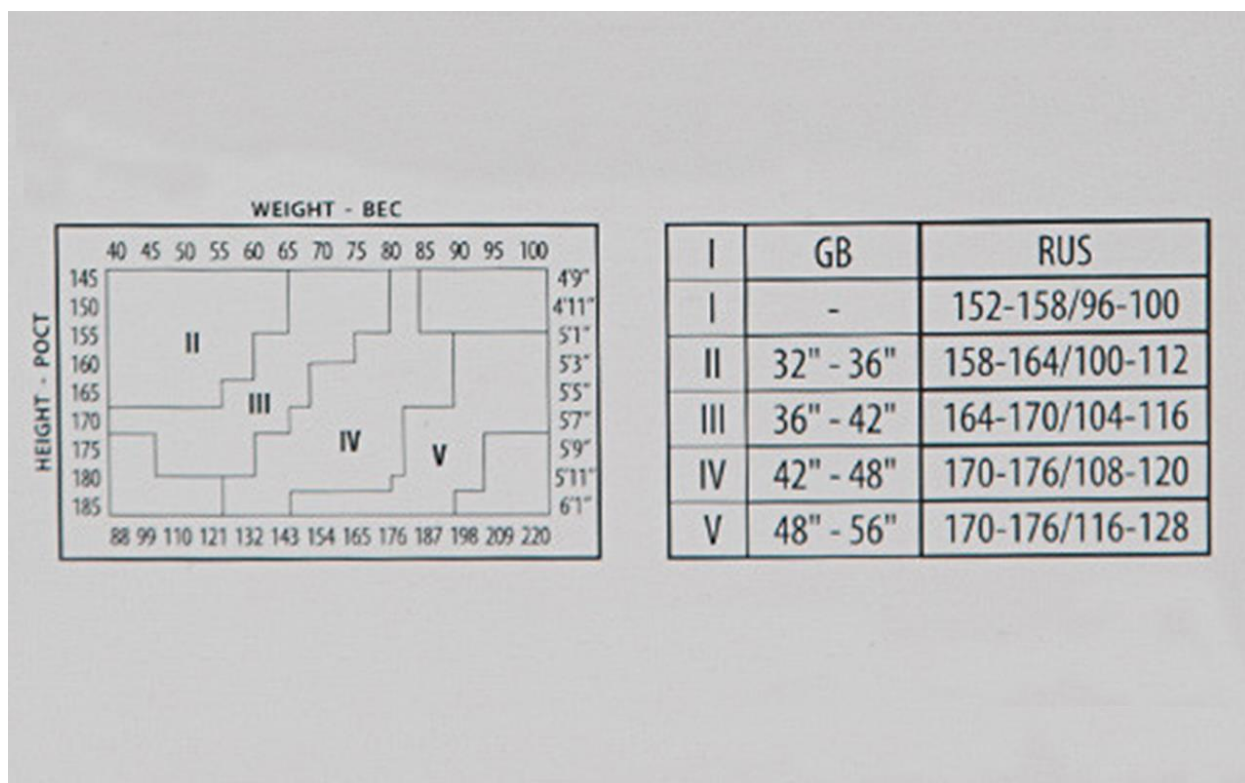 WEIGHT - ВЕС
40 45 50 55 60 65 70 75 80 85 90 95 100
HEIGHT - РОСТ
145 4'9"
150 4'11"
155 5'1"
II
160 5'3"
165 5'5"
III
170 5'7"
IV
175 5'9"
V
180 5'11"
185 6'1"
88 99 110 121 132 143 154 165 176 187 198 209 220
I GB RUS
I - 152-158/96-100
II 32" - 36" 158-164/100-112
III 36" - 42" 164-170/104-116
IV 42" - 48" 170-176/108-120
V 48" - 56" 170-176/116-128